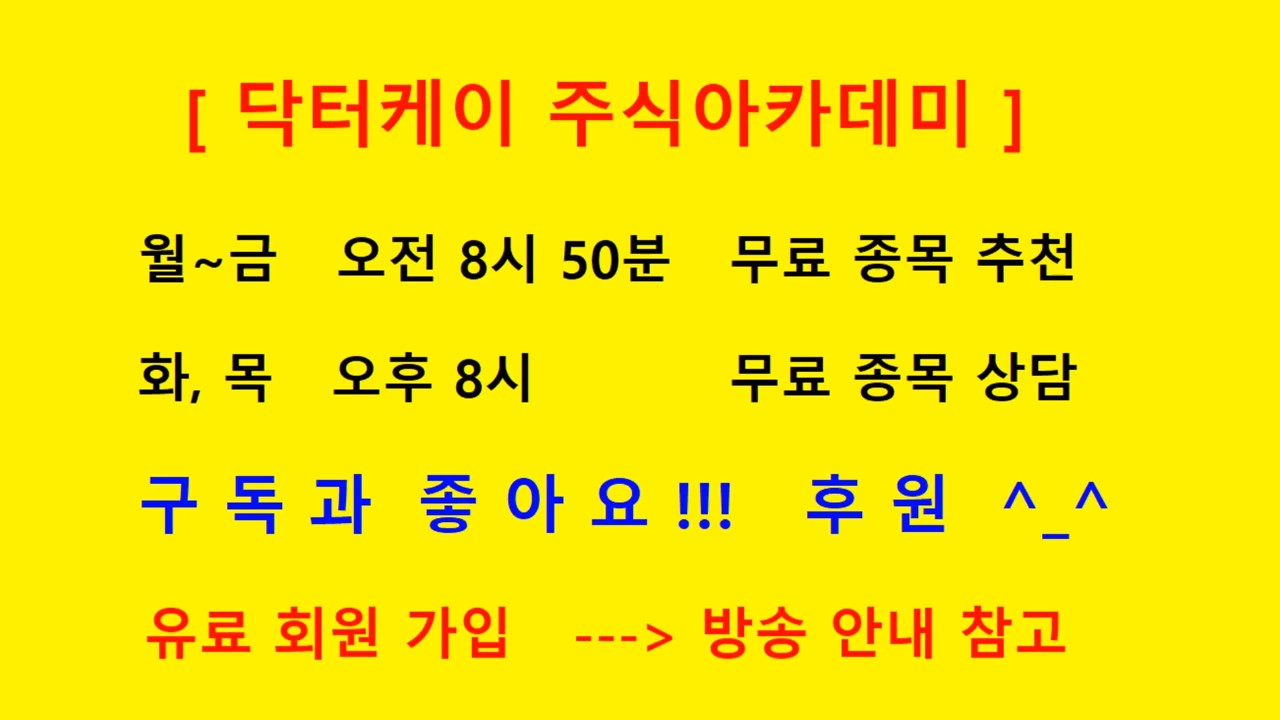 [ 닥터케이 주식아카데미 ]
월~금 오전 8시 50분 무료 종목 추천
화, 목 오후 8시 무료 종목 상담
구 독 과 좋 아 요 !!! 후 원 ^_^
유료 회원 가입 ---> 방송 안내 참고